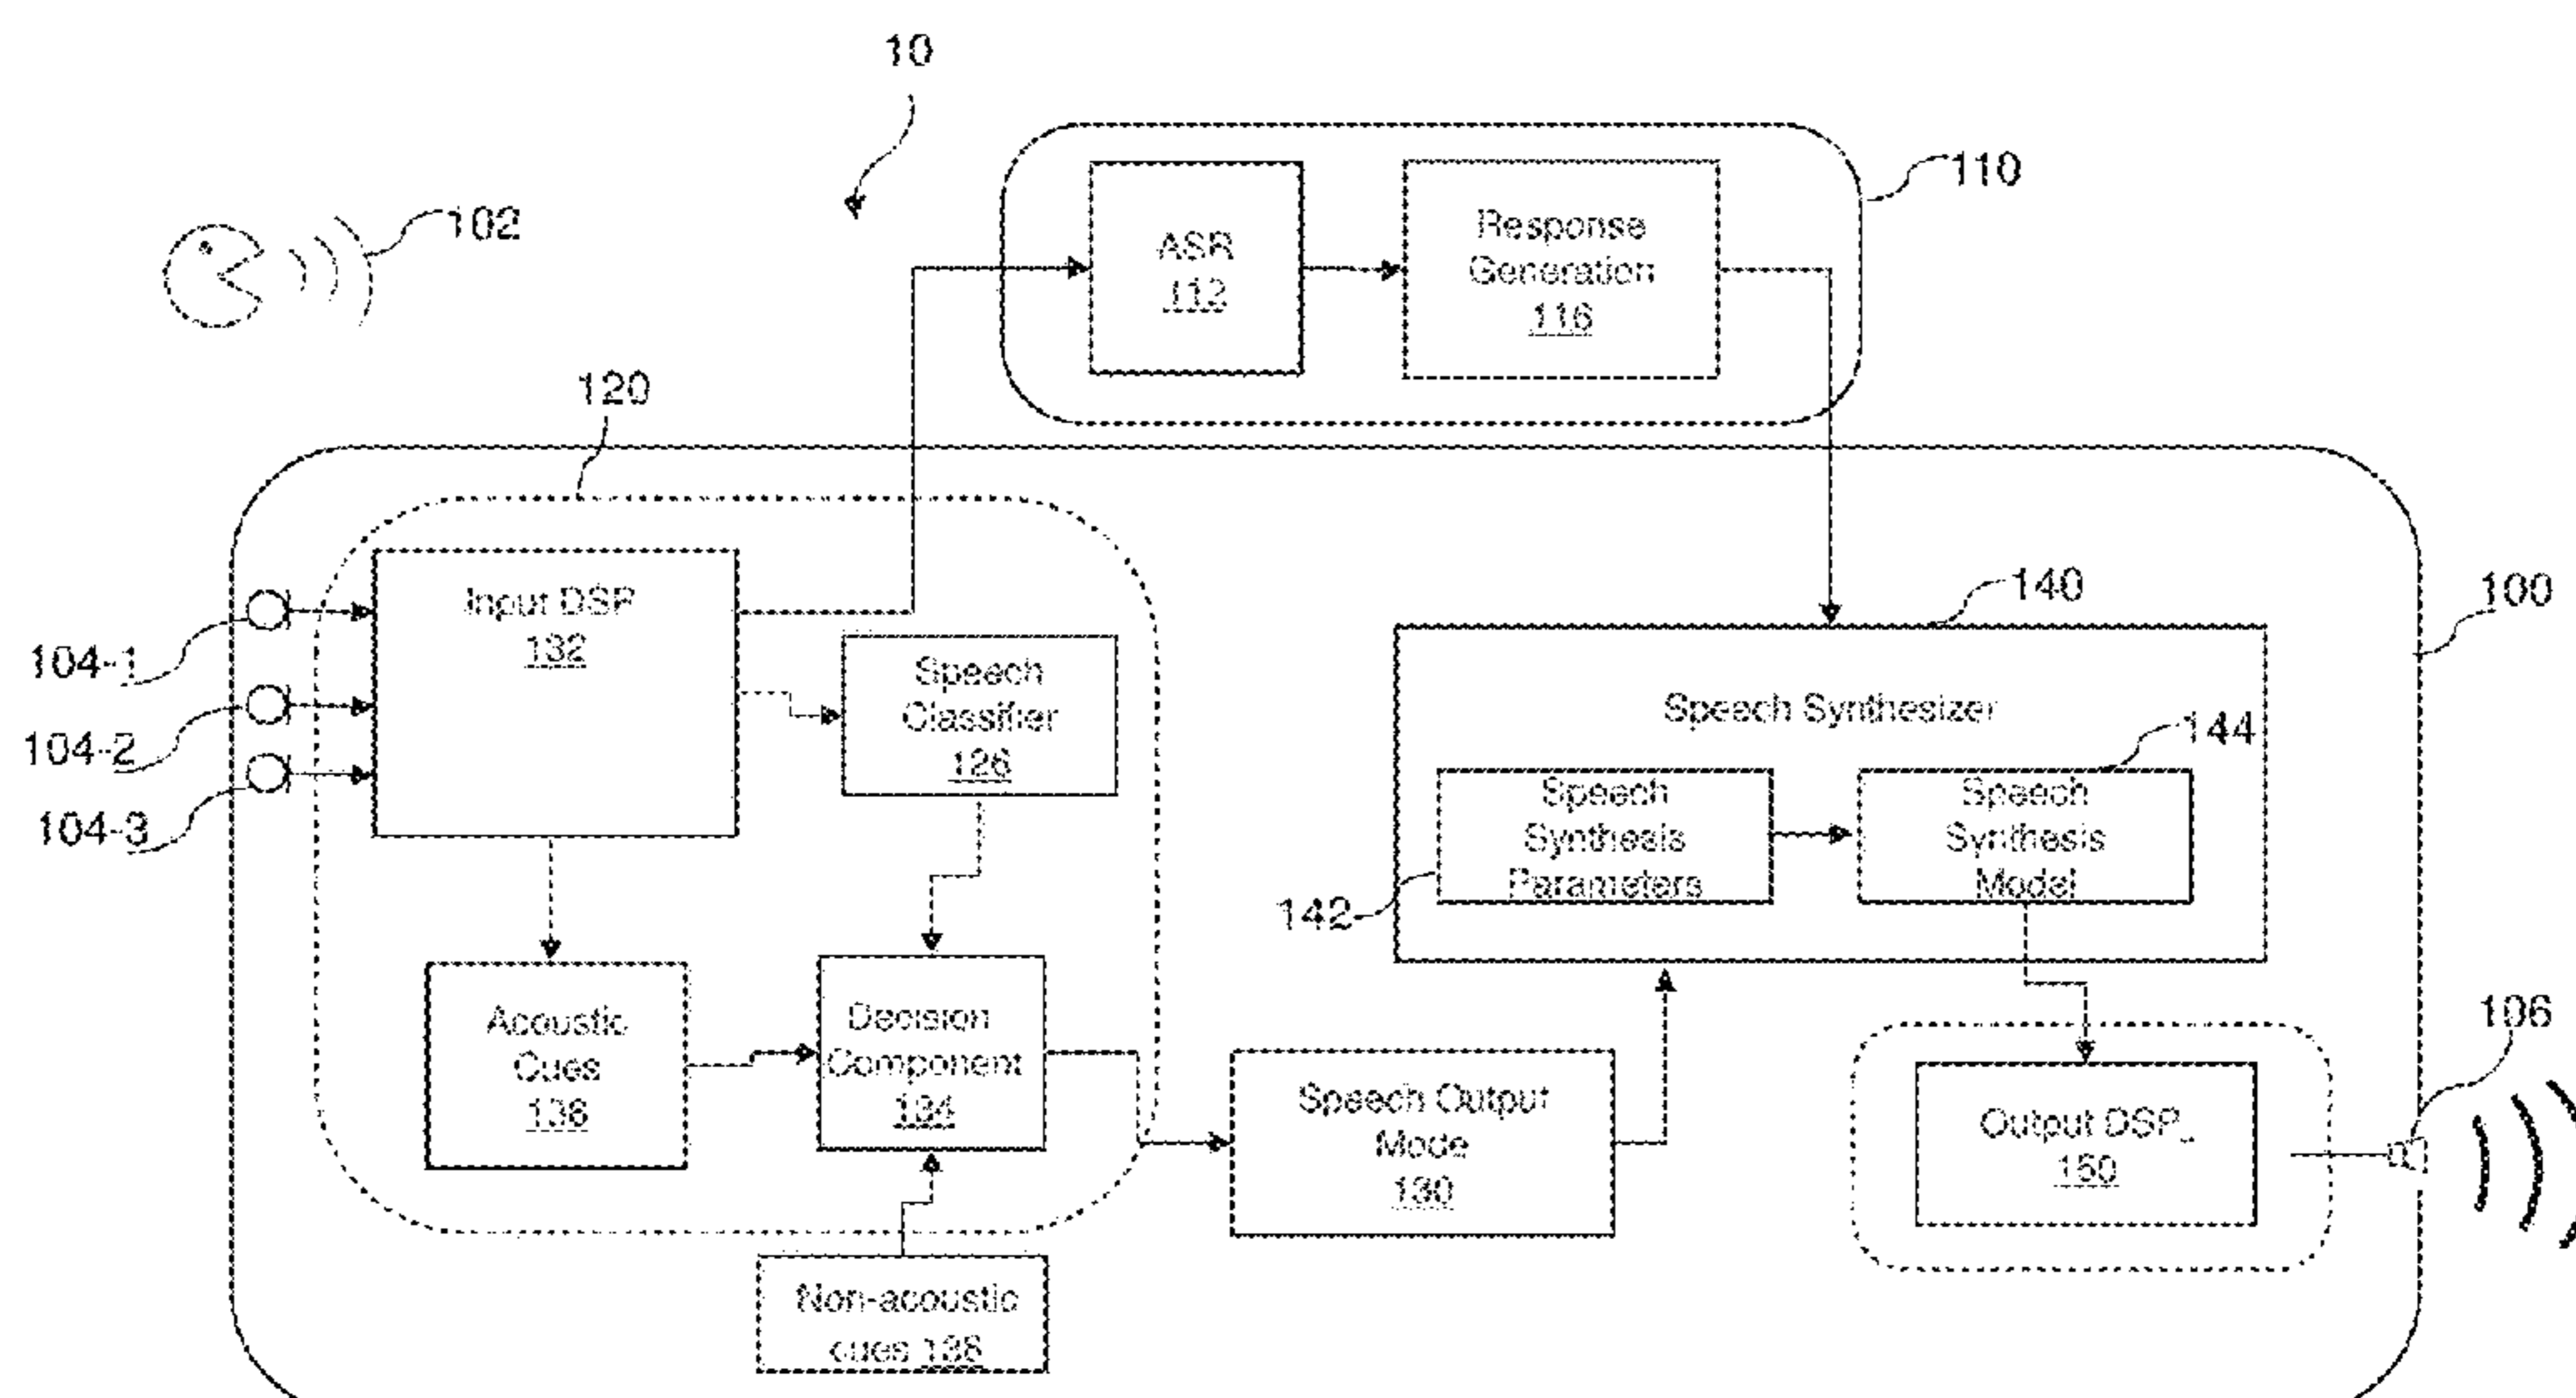 10
110
102
ASR
112
Response
Generation
116
120
Input DSP
132
Speech
Classifier
126
104-1
104-2
104-3
140
100
Speech Synthesizer
144
Speech
Synthesis
Parameters
Speech
Synthesis
Model
142
Acoustic
Cues
136
Decision
Component
134
Speech Output
Mode
130
106
Output DSP
150
Non-acoustic
cues 138